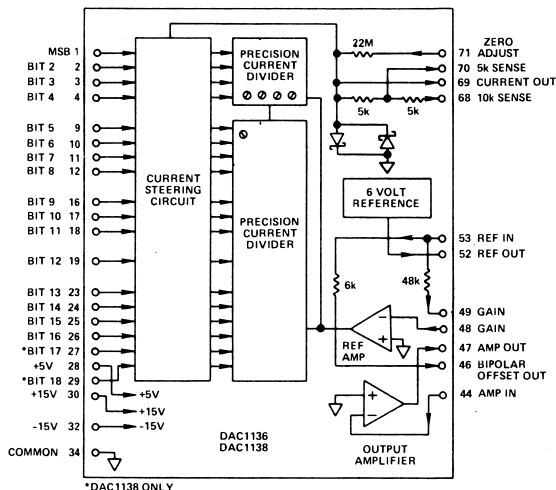 MSB 1
BIT 2 2
BIT 3 3
BIT 4 4
BIT 5 9
BIT 6 10
BIT 7 11
BIT 8 12
BIT 9 16
BIT 10 17
BIT 11 18
BIT 12 19
BIT 13 23
BIT 14 24
BIT 15 25
BIT 16 26
*BIT 17 27
+5V 28
*BIT 18 29
+15V 30
-15V 32
COMMON 34
+5V
+15V
-15V
CURRENT
STEERING
CIRCUIT
PRECISION
CURRENT
DIVIDER
PRECISION
CURRENT
DIVIDER
22M
5k
5k
6 VOLT
REFERENCE
6k
48k
REF
AMP
OUTPUT
AMPLIFIER
DAC1136
DAC1138
ZERO
71 ADJUST
70 5k SENSE
69 CURRENT OUT
68 10k SENSE
53 REF IN
52 REF OUT
49 GAIN
48 GAIN
47 AMP OUT
46 BIPOLAR
OFFSET OUT
44 AMP IN
*DAC1138 ONLY